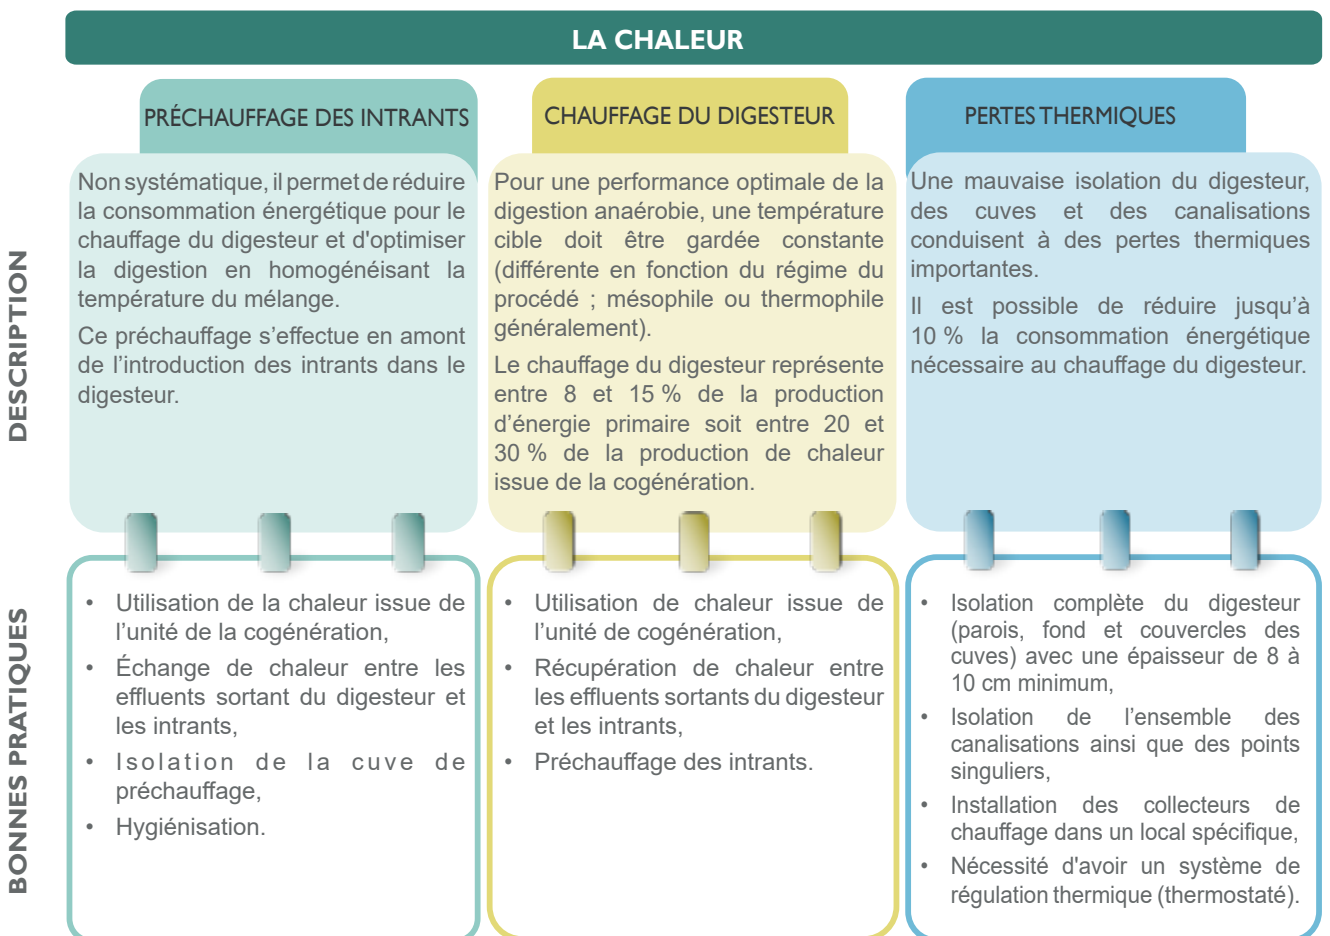 LA CHALEUR
PRÉCHAUFFAGE DES INTRANTS
CHAUFFAGE DU DIGESTEUR
PERTES THERMIQUES
DESCRIPTION
Non systématique, il permet de réduire
la consommation énergétique pour le
chauffage du digesteur et d'optimiser
la digestion en homogénéisant la
température du mélange.
Ce préchauffage s’effectue en amont
de l’introduction des intrants dans le
digesteur.
Pour une performance optimale de la
digestion anaérobie, une température
cible doit être gardée constante
(différente en fonction du régime du
procédé ; mésophile ou thermophile
généralement).
Le chauffage du digesteur représente
entre 8 et 15 % de la production
d’énergie primaire soit entre 20 et
30 % de la production de chaleur
issue de la cogénération.
Une mauvaise isolation du digesteur,
des cuves et des canalisations
conduisent à des pertes thermiques
importantes.
Il est possible de réduire jusqu’à
10 % la consommation énergétique
nécessaire au chauffage du digesteur.
BONNES PRATIQUES
• Utilisation de la chaleur issue de
l’unité de la cogénération,
• Échange de chaleur entre les
effluents sortant du digesteur et
les intrants,
• Isolation de la cuve de
préchauffage,
• Hygiénisation.
• Utilisation de chaleur issue de
l’unité de cogénération,
• Récupération de chaleur entre
les effluents sortants du digesteur
et les intrants,
• Préchauffage des intrants.
• Isolation complète du digesteur
(parois, fond et couvercles des
cuves) avec une épaisseur de 8 à
10 cm minimum,
• Isolation de l’ensemble des
canalisations ainsi que des points
singuliers,
• Installation des collecteurs de
chauffage dans un local spécifique,
• Nécessité d'avoir un système de
régulation thermique (thermostaté).